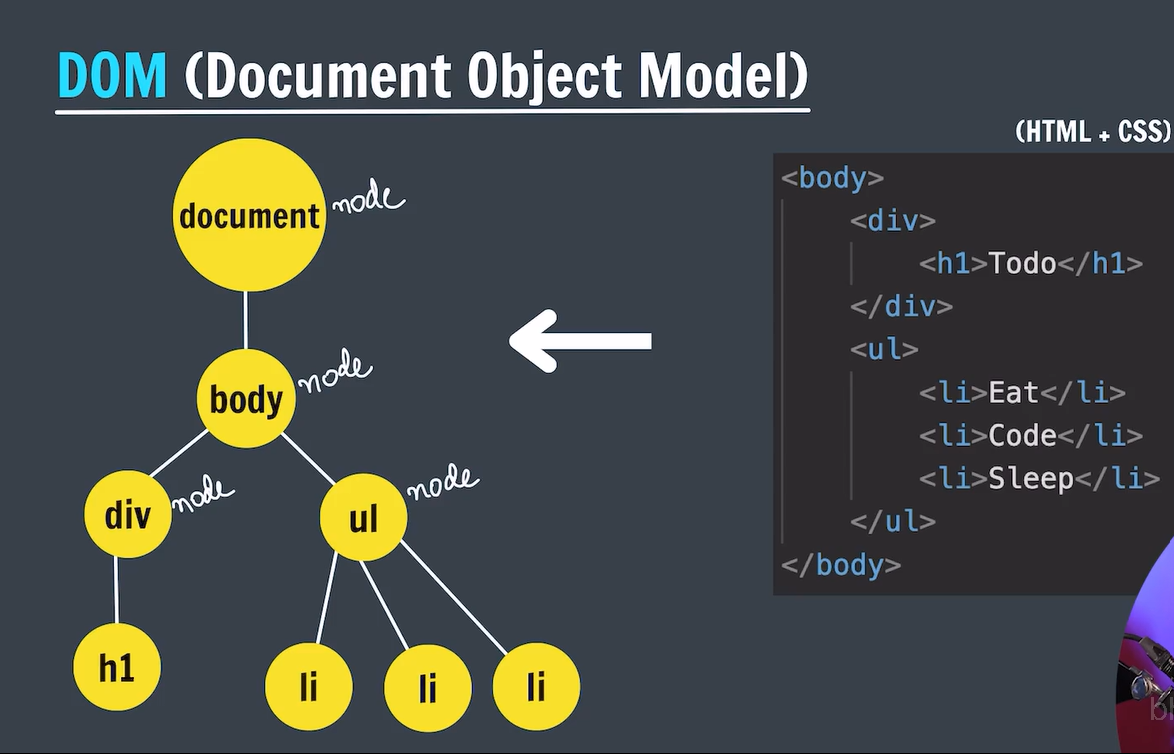 DOM (Document Object Model)
(HTML + CSS)
document node
body node
div node
ul node
h1
li li li
<body>
<div>
<h1>Todo</h1>
</div>
<ul>
<li>Eat</li>
<li>Code</li>
<li>Sleep</li>
</ul>
</body>